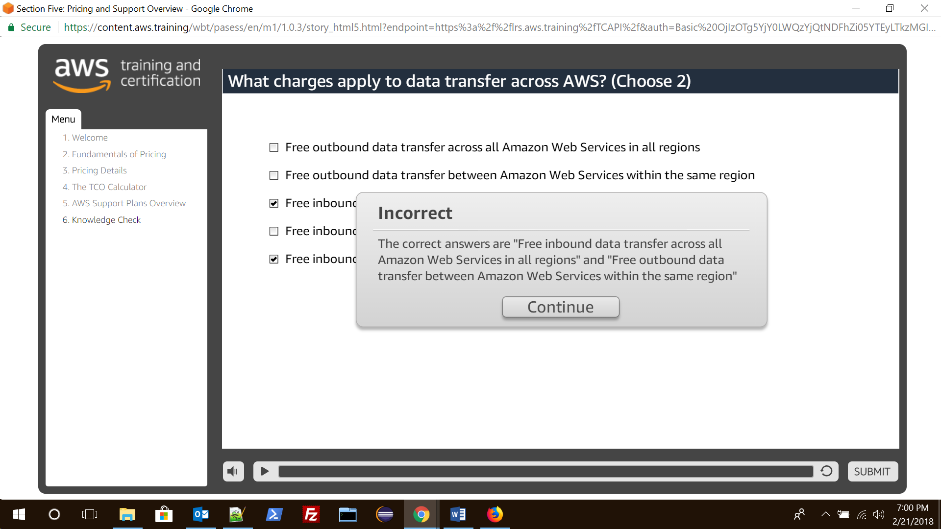 Section Five: Pricing and Support Overview - Google Chrome
Secure https://content.aws.training/wbt/pasess/en/m1/1.0.3/story_html5.html?endpoint=https%3a%2f%2flrs.aws.training%2fTCAPI%2f&auth=Basic%20OjIzOTg5YjY0LWQzYjQtNDFhZi05YTEyLTkzMGI...
aws training and
certification
What charges apply to data transfer across AWS? (Choose 2)
Menu
1. Welcome
2. Fundamentals of Pricing
3. Pricing Details
4. The TCO Calculator
5. AWS Support Plans Overview
6. Knowledge Check
Free outbound data transfer across all Amazon Web Services in all regions
Free outbound data transfer between Amazon Web Services within the same region
Free inbound
Free inbound
Free inbound
Incorrect
The correct answers are "Free inbound data transfer across all
Amazon Web Services in all regions" and "Free outbound data
transfer between Amazon Web Services within the same region"
Continue
SUBMIT
7:00 PM
2/21/2018